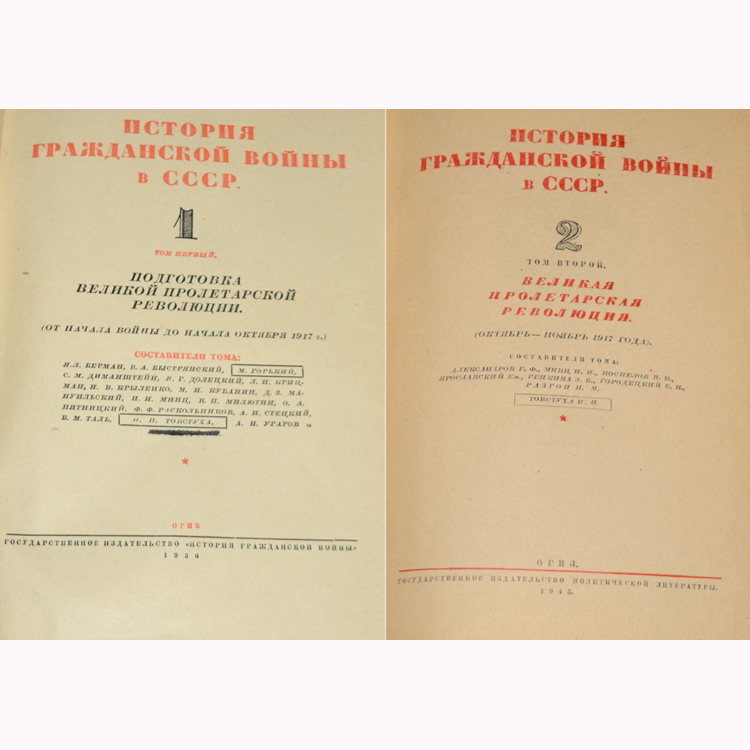 ИСТОРИЯ
ГРАЖДАНСКОЙ ВОЙНЫ
В СССР.
1
ТОМ ПЕРВЫЙ.
ПОДГОТОВКА
ВЕЛИКОЙ ПРОЛЕТАРСКОЙ
РЕВОЛЮЦИИ.
(ОТ НАЧАЛА ВОЙНЫ ДО НАЧАЛА ОКТЯБРЯ 1917 г.)
СОСТАВИТЕЛИ ТОМА:
Я.Л. БЕРМАН, В. А. БЫСТРЯНСКИЙ, М. ГОРЬКИЙ,
С. М. ДИМАНШТЕЙН, Я. Г. ДОЛЕЦКИЙ, Л. Н. КРИЦ-
МАН, Н. В. КРЫЛЕНКО, М. И. КУБАНИН, Д. З. МА-
НУИЛЬСКИЙ, И. И. МИНЦ, В. П. МИЛЮТИН, О. А.
ПЯТНИЦКИЙ, Ф. Ф. РАСКОЛЬНИКОВ, А. И. СТЕЦКИЙ,
Б. М. ТАЛЬ, И. П. ТОВСТУХА, А. И. УГАРОВ и
ОГИЗ
ГОСУДАРСТВЕННОЕ ИЗДАТЕЛЬСТВО «ИСТОРИЯ ГРАЖДАНСКОЙ ВОЙНЫ»
1936
ИСТОРИЯ
ГРАЖДАНСКОЙ ВОЙНЫ
В СССР.
2
ТОМ ВТОРОЙ.
ВЕЛИКАЯ
ПРОЛЕТАРСКАЯ
РЕВОЛЮЦИЯ.
(ОКТЯБРЬ — НОЯБРЬ 1917 ГОДА).
СОСТАВИТЕЛИ ТОМА:
АЛЕКСАНДРОВ Г. Ф., МИНЦ И. И., ПОСПЕЛОВ П. Н.,
ЯРОСЛАВСКИЙ Ем., ГЕНКИНА Э. Б., ГОРОДЕЦКИЙ Е. Н.,
РАЗГОН И. М.
ТОВСТУХА И. П.
ОГИЗ.
ГОСУДАРСТВЕННОЕ ИЗДАТЕЛЬСТВО ПОЛИТИЧЕСКОЙ ЛИТЕРАТУРЫ.
1943.